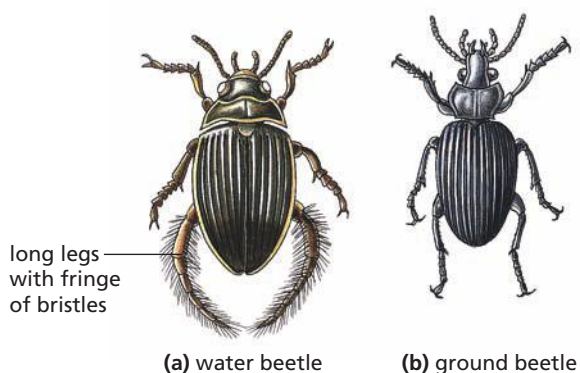 long legs
with fringe
of bristles
(a) water beetle
(b) ground beetle